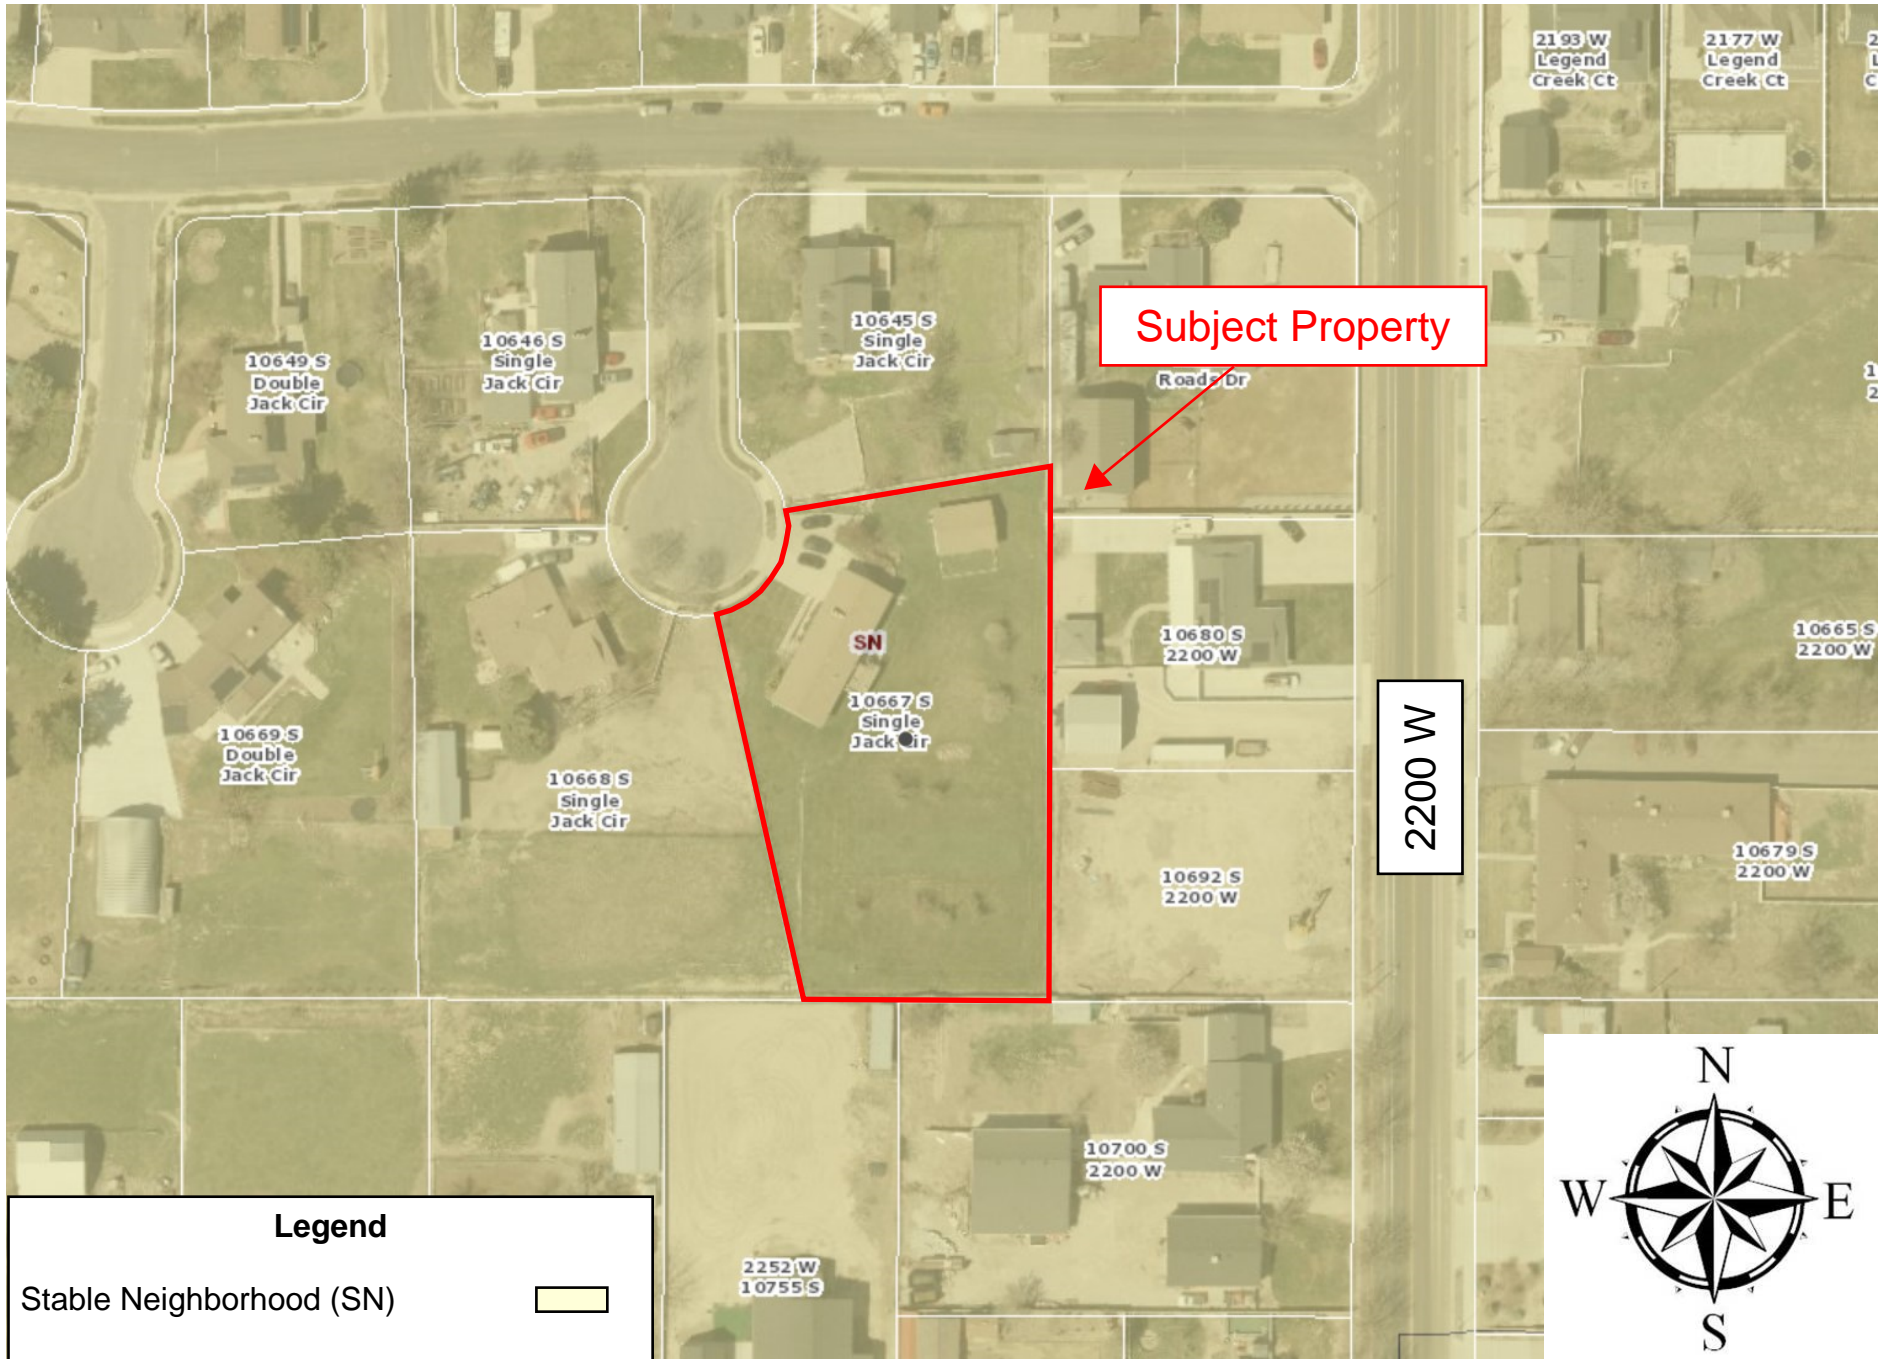 2193 W
Legend
Creek Ct
2177 W
Legend
Creek Ct
10649 S
Double
Jack Cir
10646 S
Single
Jack Cir
10645 S
Single
Jack Cir
Subject Property
Roads Dr
SN
10667 S
Single
Jack Cir
10680 S
2200 W
10665 S
2200 W
10669 S
Double
Jack Cir
10668 S
Single
Jack Cir
2200 W
10692 S
2200 W
10679 S
2200 W
10700 S
2200 W
2252 W
10755 S
Legend
Stable Neighborhood (SN)
N
W
E
S